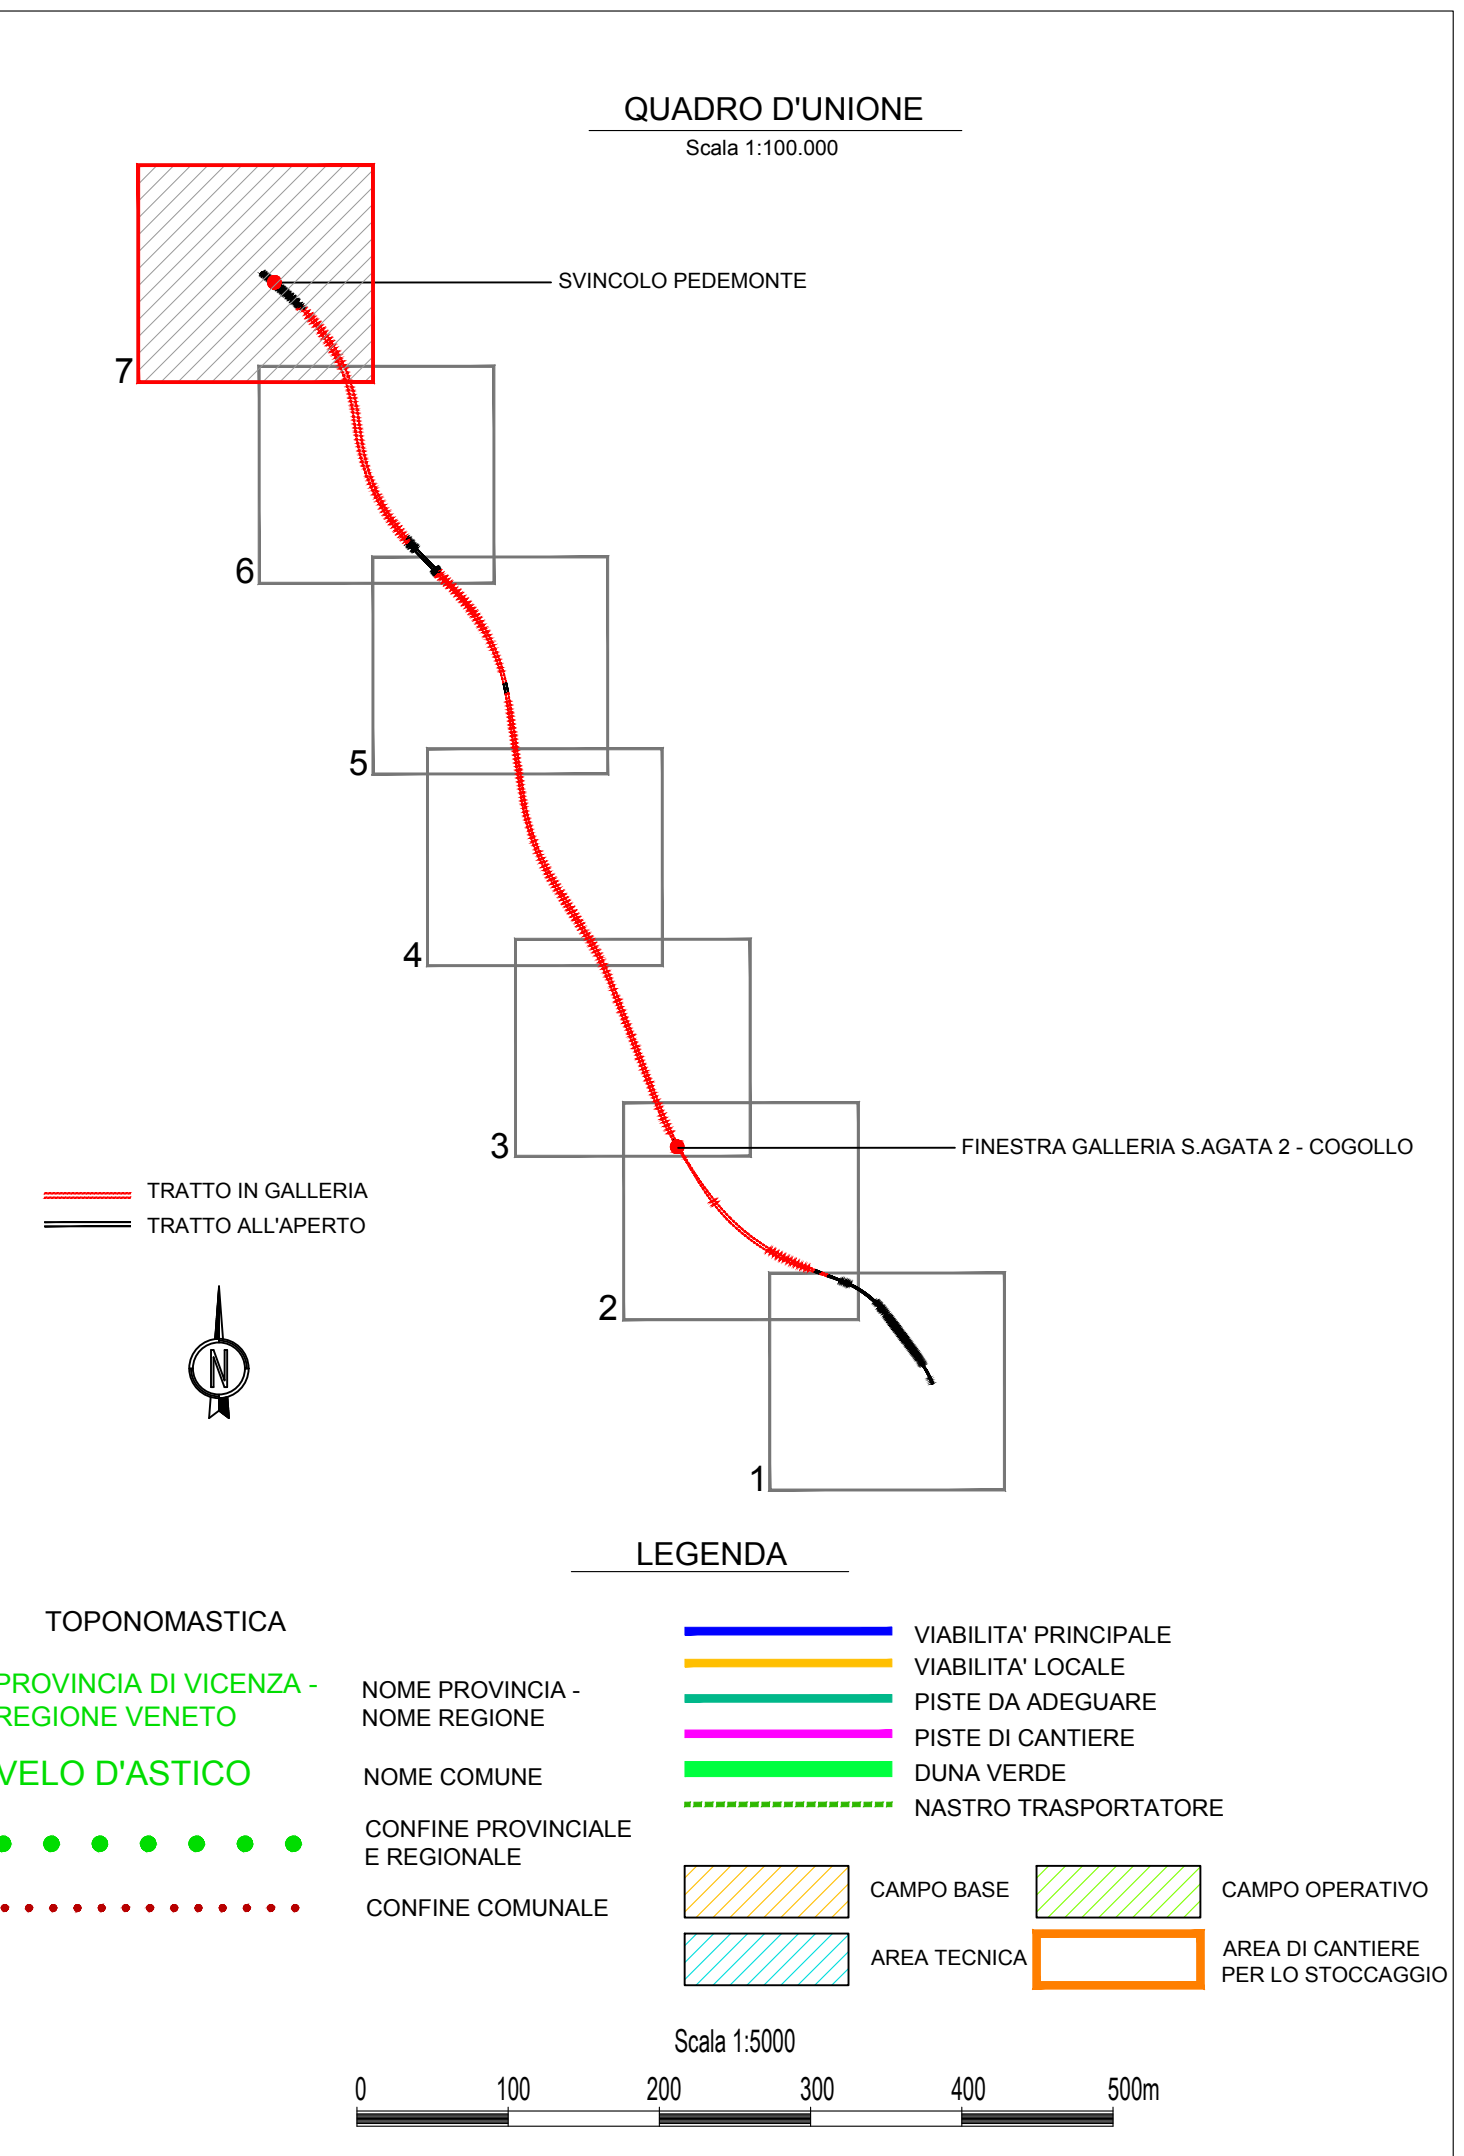 QUADRO D'UNIONE
Scala 1:100.000
SVINCOLO PEDEMONTE
7
6
5
4
3
FINESTRA GALLERIA S.AGATA 2 - COGOLLO
TRATTO IN GALLERIA
TRATTO ALL'APERTO
2
N
1
LEGENDA
TOPONOMASTICA
PROVINCIA DI VICENZA -
REGIONE VENETO
NOME PROVINCIA -
NOME REGIONE
VELO D'ASTICO
NOME COMUNE
CONFINE PROVINCIALE
E REGIONALE
CONFINE COMUNALE
VIABILITA' PRINCIPALE
VIABILITA' LOCALE
PISTE DA ADEGUARE
PISTE DI CANTIERE
DUNA VERDE
NASTRO TRASPORTATORE
CAMPO BASE
CAMPO OPERATIVO
AREA TECNICA
AREA DI CANTIERE
PER LO STOCCAGGIO
Scala 1:5000
0 100 200 300 400 500m